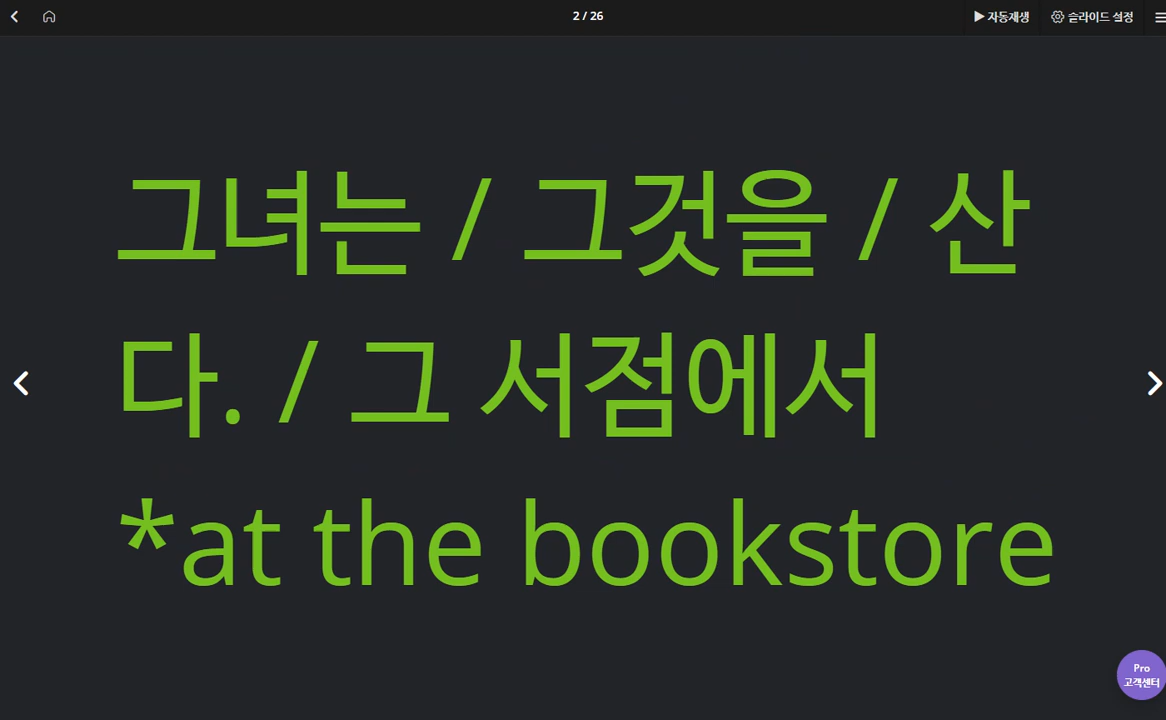 2 / 26
자동재생
슬라이드 설정
그녀는 / 그것을 / 산
다. / 그 서점에서
*at the bookstore
Pro
고객센터